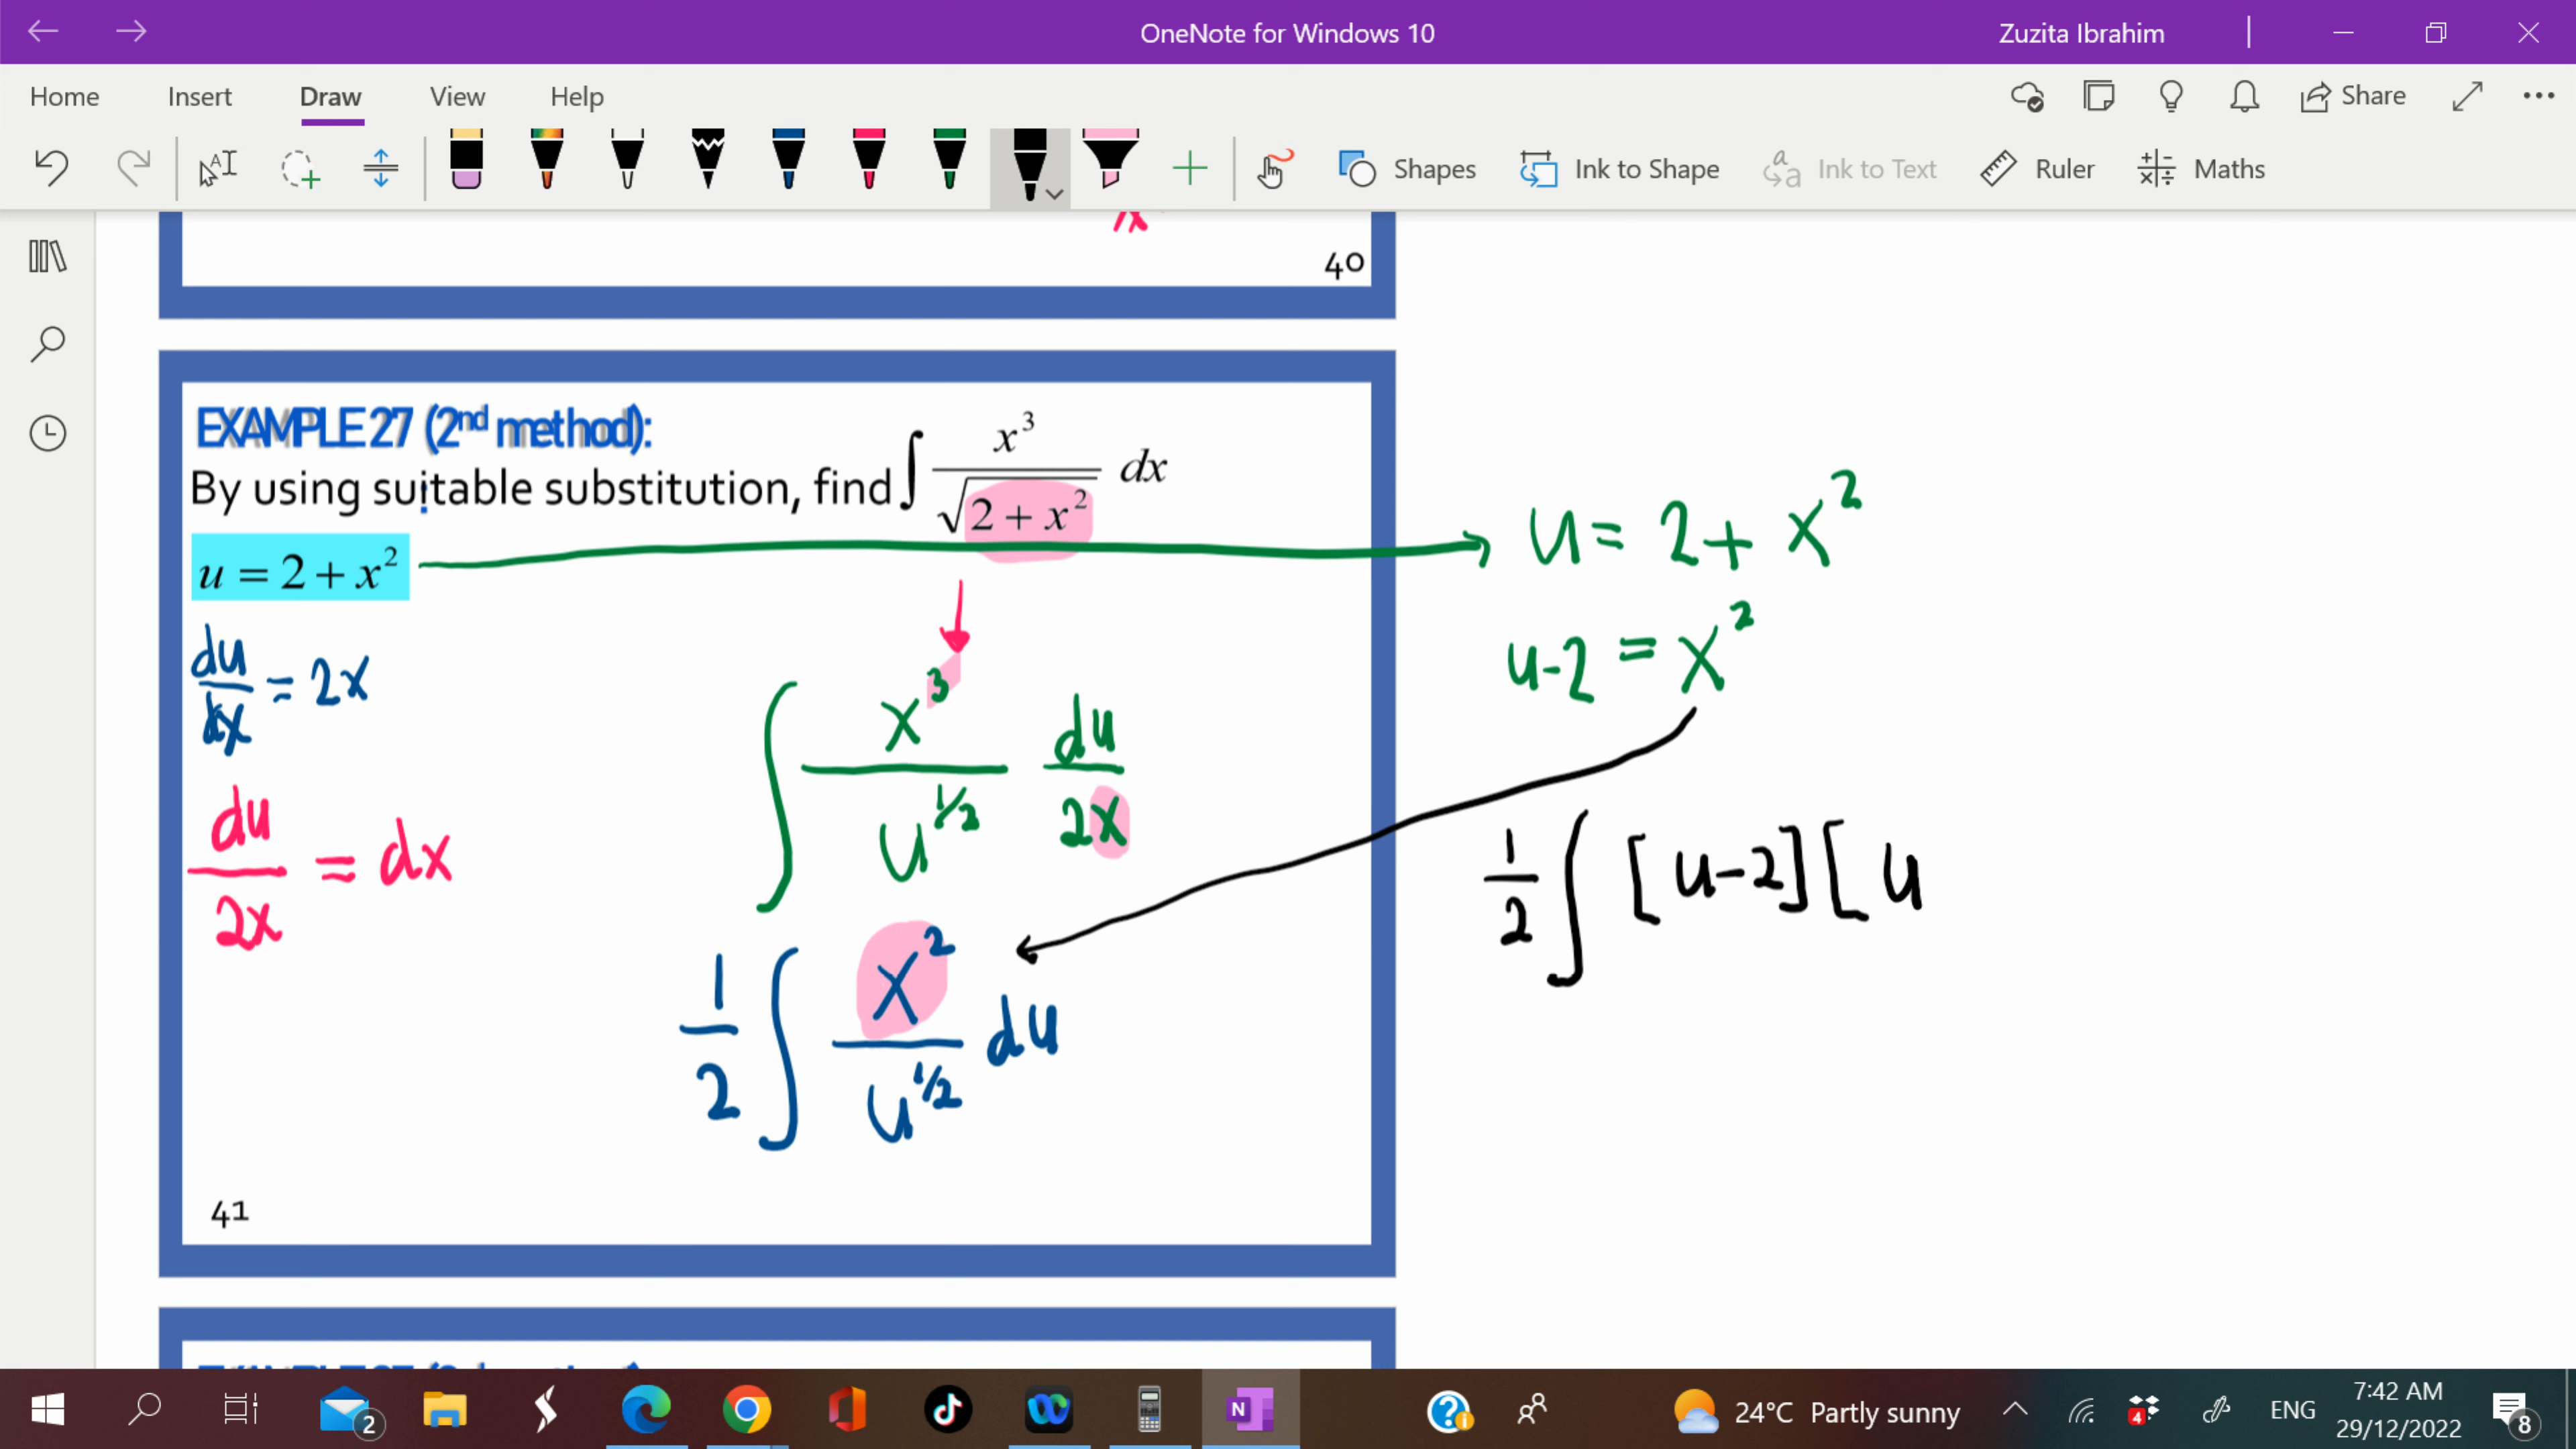 OneNote for Windows 10
Zuzita Ibrahim
Home Insert Draw View Help
Share
Shapes Ink to Shape Ink to Text Ruler Maths
x
40
EXAMPLE 27 (2nd method):
By using suitable substitution, find ∫ x³ / √(2 + x²) dx
u = 2 + x²
du/dx = 2x
du/2x = dx
∫ x³ / u^1/2 du/2x
1/2 ∫ x² / u^1/2 du
41
u = 2 + x²
u-2 = x²
1/2 ∫ [u-2][u
2
N
24°C Partly sunny
4
ENG
7:42 AM
29/12/2022
8